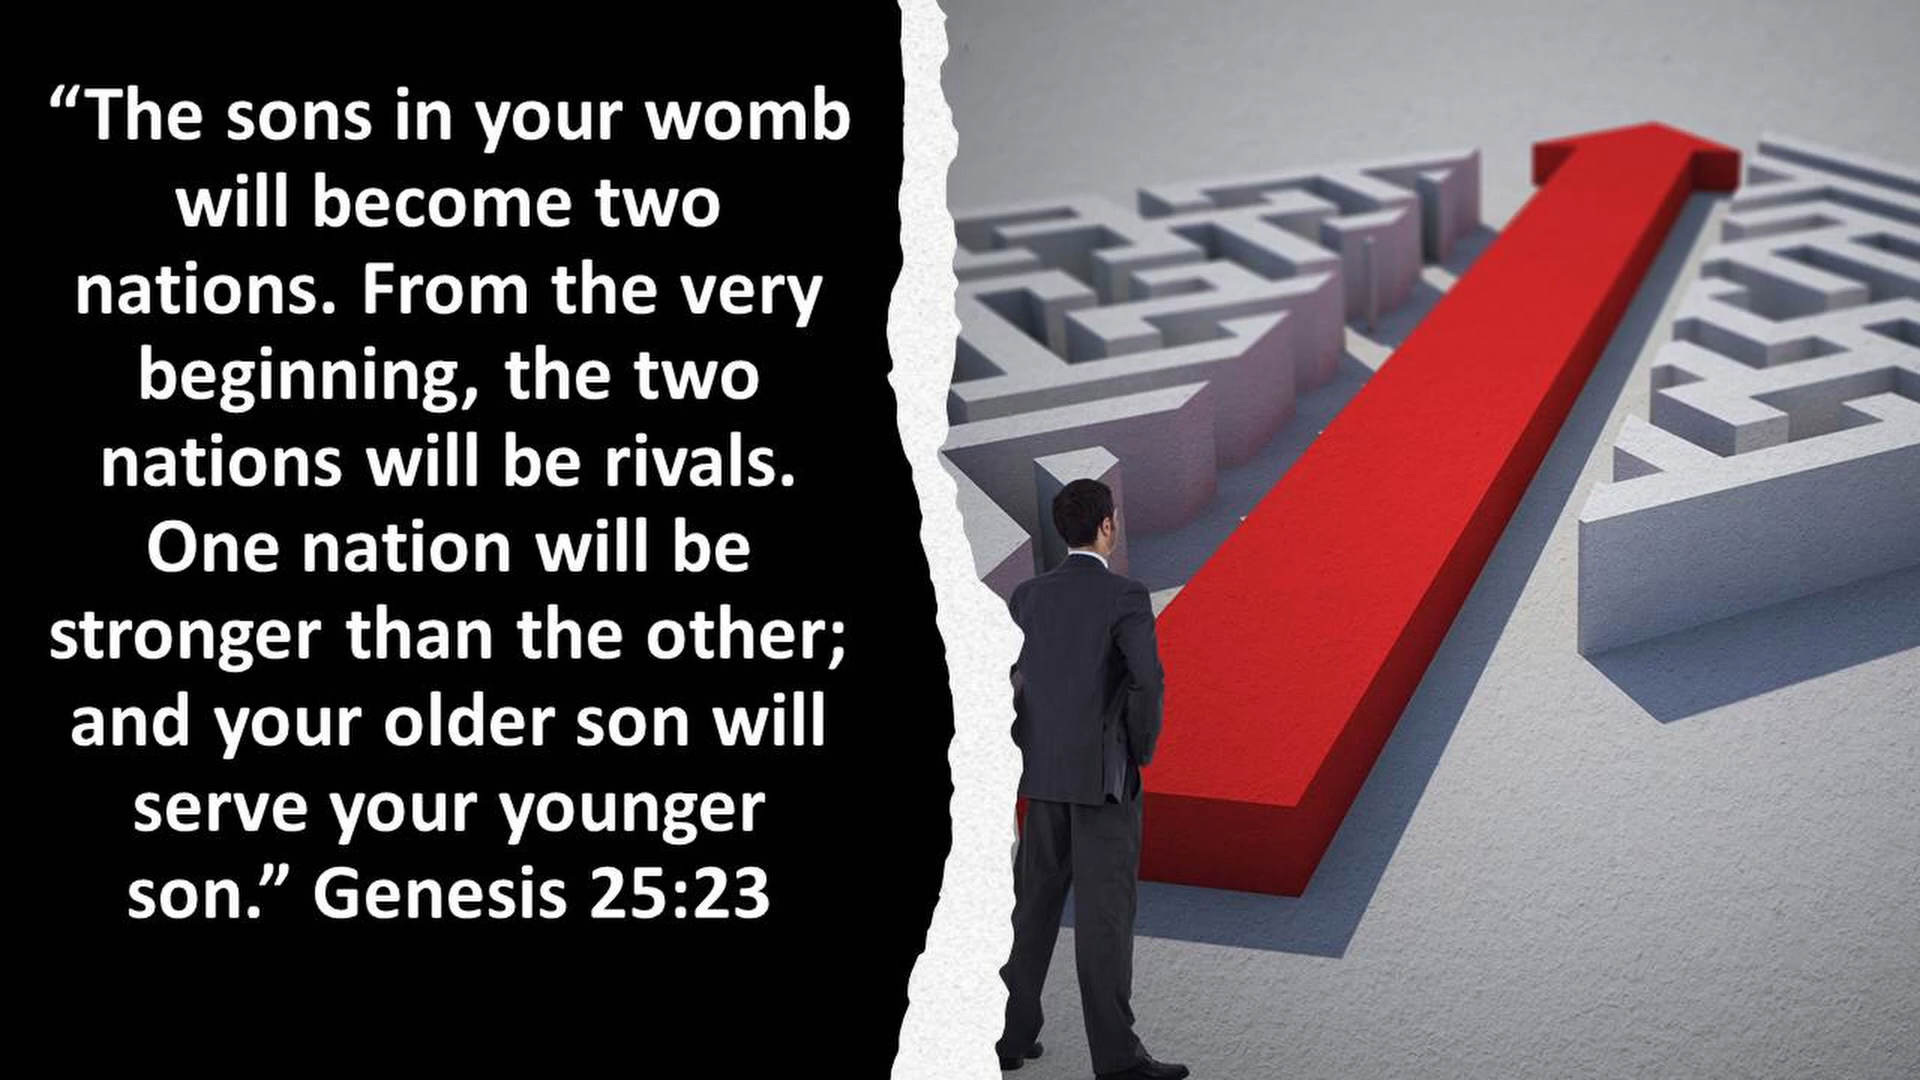 “The sons in your womb
will become two
nations. From the very
beginning, the two
nations will be rivals.
One nation will be
stronger than the other;
and your older son will
serve your younger
son.” Genesis 25:23